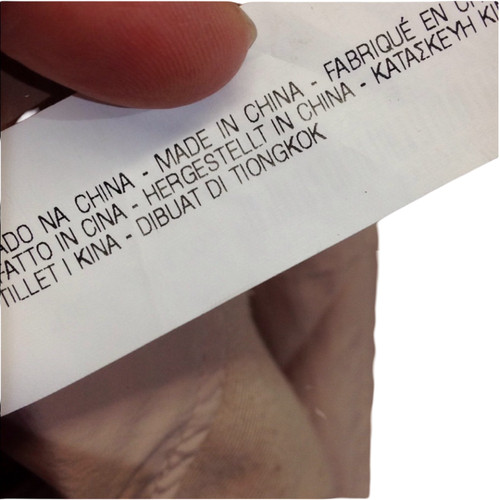 ADO NA CHINA - MADE IN CHINA - FABRIQUÉ EN
FATTO IN CINA - HERGESTELLT IN CHINA - ΚΑΤΑΣΚΕΥΗ ΚΙ
TILLET I KINA - DIBUAT DI TIONGKOK